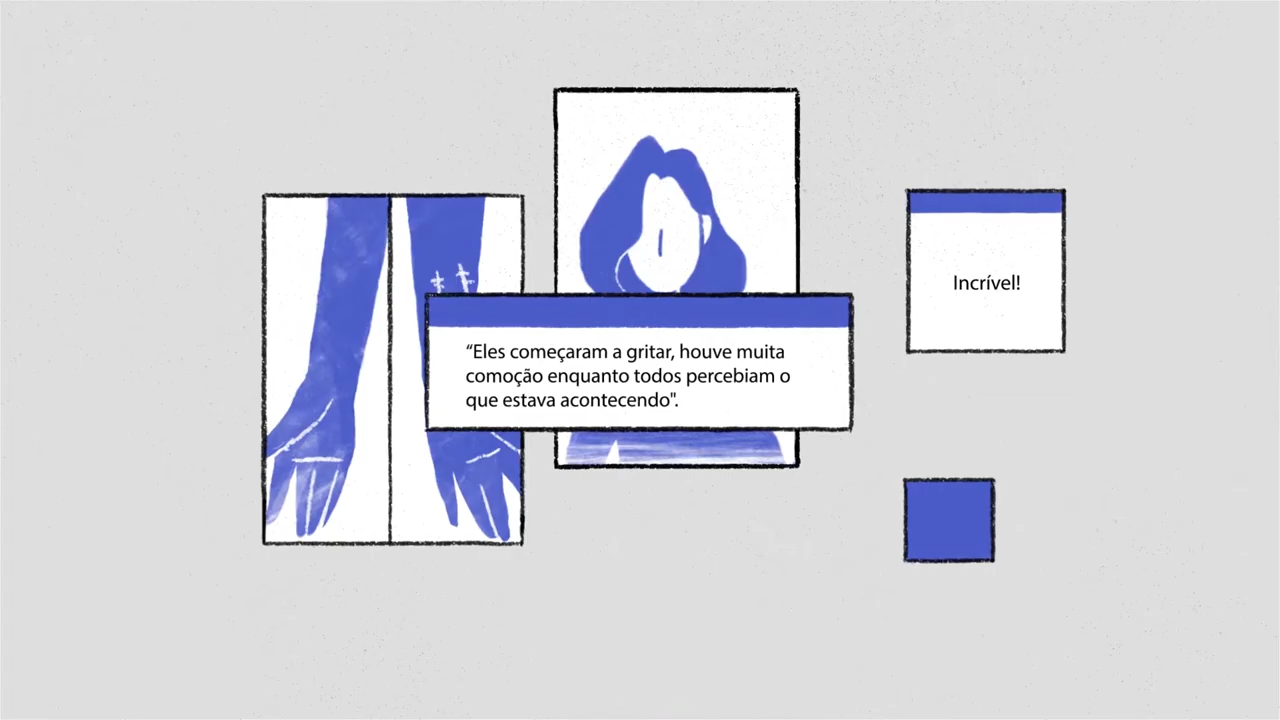 “Eles começaram a gritar, houve muita
comoção enquanto todos percebiam o
que estava acontecendo".
Incrível!